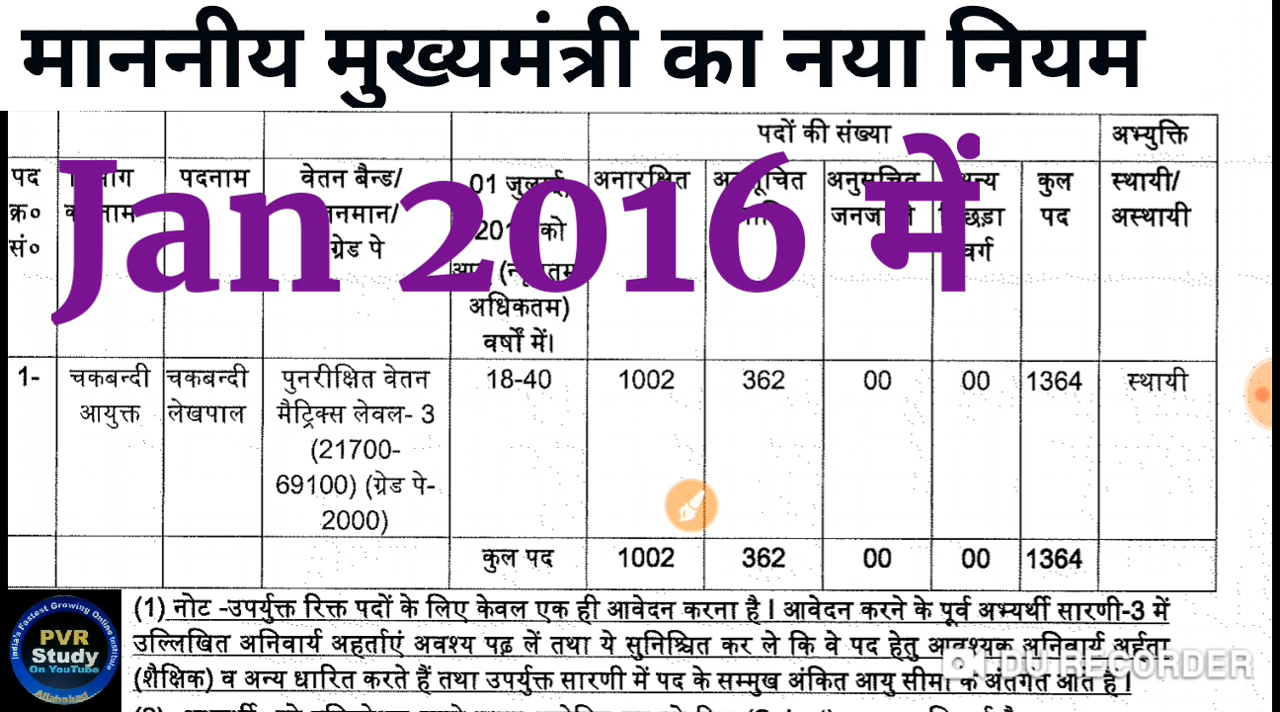 माननीय मुख्यमंत्री का नया नियम
Jan 2016 में
पदों की संख्या
अभ्युक्ति
पद क्र० सं०
पदनाम
वेतन बैन्ड/
ग्रेड पे
01 जुलाई,
को
अधिकतम)
वर्षों में।
अनारक्षित
कुल पद
स्थायी/ अस्थायी
1-
चकबन्दी आयुक्त
चकबन्दी लेखपाल
पुनरीक्षित वेतन
मैट्रिक्स लेवल- 3
(21700-
69100) (ग्रेड पे-
2000)
18-40
1002
362
00
00
1364
स्थायी
कुल पद
1002
362
00
00
1364
(1) नोट -उपर्युक्त रिक्त पदों के लिए केवल एक ही आवेदन करना है। आवेदन करने के पूर्व अभ्यर्थी सारणी-3 में
उल्लिखित अनिवार्य अहर्ताएं अवश्य पढ़ लें तथा ये सुनिश्चित कर ले कि वे पद हेतु आवश्यक अनिवार्य अर्हता
(शैक्षिक) व अन्य धारित करते हैं तथा उपर्युक्त सारणी में पद के सम्मुख अंकित आयु सीमा के अंतर्गत आते है।
India's Fastest Growing Online Institute
PVR
Study
On YouTube
Allahabad
DU RECORDER